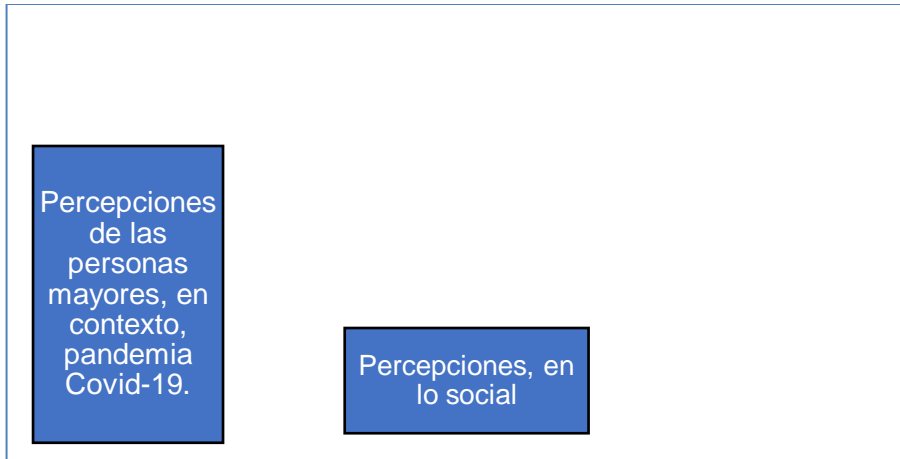 Percepciones
de las
personas
mayores, en
contexto,
pandemia
Covid-19.
Percepciones, en
lo social